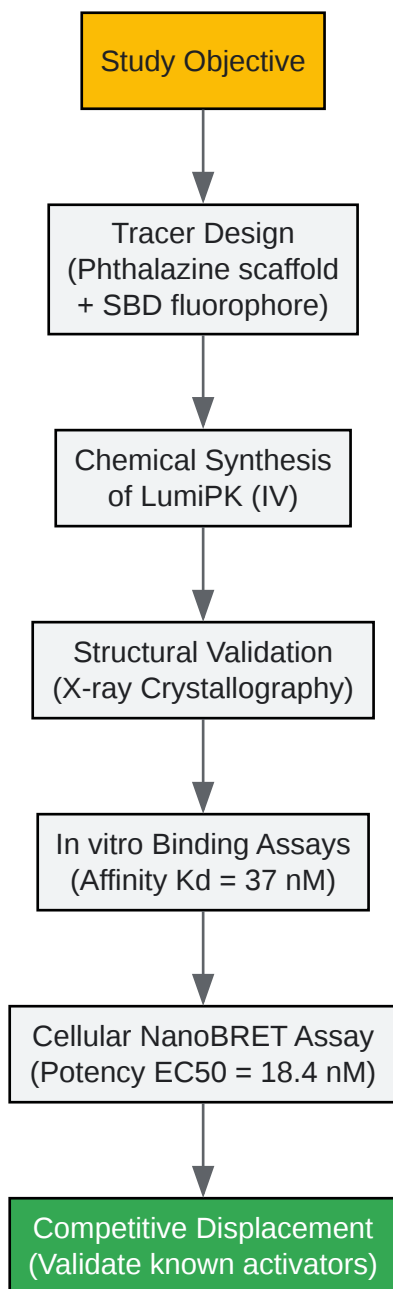 Study Objective
Tracer Design
(Phthalazine scaffold
+ SBD fluorophore)
Chemical Synthesis
of LumiPK (IV)
Structural Validation
(X-ray Crystallography)
In vitro Binding Assays
(Affinity Kd = 37 nM)
Cellular NanoBRET Assay
(Potency EC50 = 18.4 nM)
Competitive Displacement
(Validate known activators)